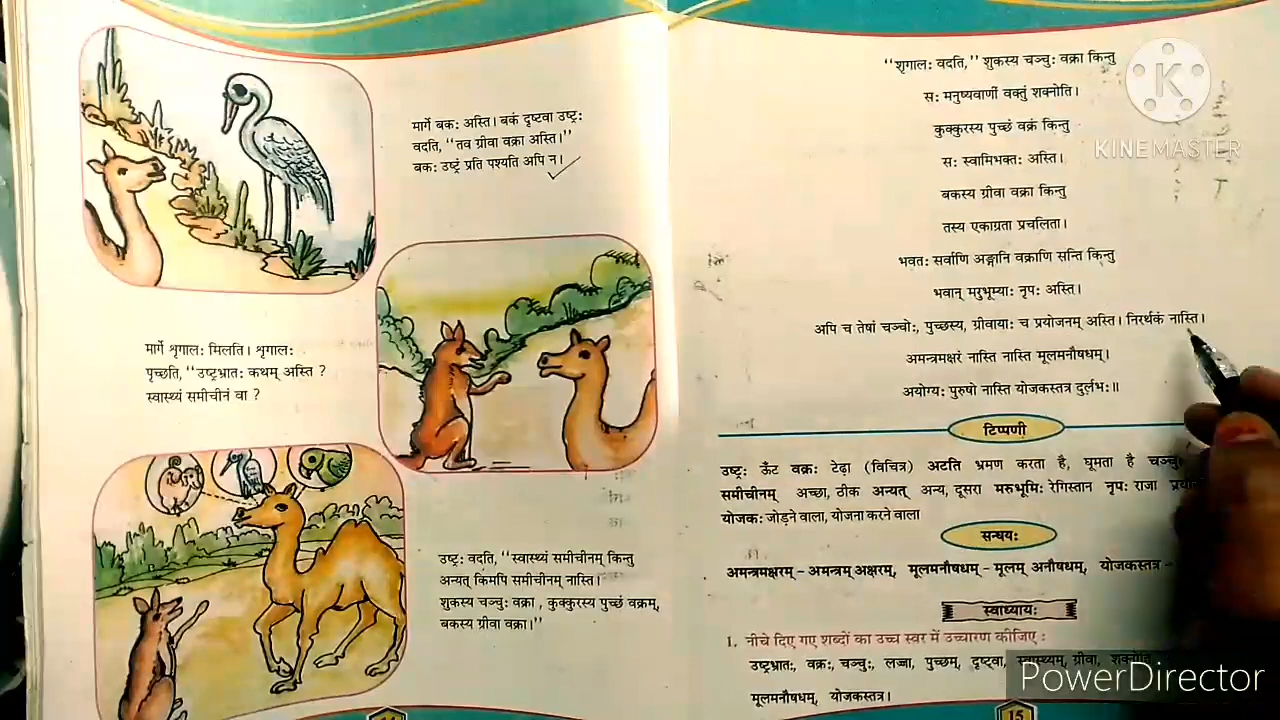 मार्गे बकः अस्ति। बकं दृष्टवा उष्ट्रः
वदति, “तव ग्रीवा वक्रा अस्ति।”
बकः उष्ट्रं प्रति पश्यति अपि न।
मार्गे शृगालः मिलति। शृगालः
पृच्छति, “उष्ट्रभ्रातः कथम् अस्ति ?
स्वास्थ्यं समीचीनं वा ?
उष्ट्रः वदति, “स्वास्थ्यं समीचीनम् किन्तु
अन्यत् किमपि समीचीनम् नास्ति।
शुकस्य चञ्चुः वक्रा , कुक्कुरस्य पुच्छं वक्रम्,
बकस्य ग्रीवा वक्रा।”
“शृगालः वदति,” शुकस्य चञ्चुः वक्रा किन्तु
सः मनुष्यवाणीं वक्तुं शक्नोति।
कुक्कुरस्य पुच्छं वक्रं किन्तु
सः स्वामिभक्तः अस्ति।
बकस्य ग्रीवा वक्रा किन्तु
तस्य एकाग्रता प्रचलिता।
भवतः सर्वाणि अङ्गानि वक्राणि सन्ति किन्तु
भवान् मरुभूम्याः नृपः अस्ति।
अपि च तेषां चञ्चोः, पुच्छस्य, ग्रीवायाः च प्रयोजनम् अस्ति। निरर्थकं नास्ति।
अमन्त्रमक्षरं नास्ति नास्ति मूलमनौषधम्।
अयोग्यः पुरुषो नास्ति योजकस्तत्र दुर्लभः॥
टिप्पणी
उष्ट्रः ऊँट वक्रः टेढ़ा (विचित्र) अटति भ्रमण करता है, घूमता है चञ्चु
समीचीनम् अच्छा, ठीक अन्यत् अन्य, दूसरा मरुभूमिः रेगिस्तान नृपः राजा
योजकः जोड़ने वाला, योजना करने वाला
सन्धयः
अमन्त्रमक्षरम् – अमन्त्रम् अक्षरम्, मूलमनौषधम् – मूलम् अनौषधम्, योजकस्तत्र –
स्वाध्यायः
1. नीचे दिए गए शब्दों का उच्च स्वर में उच्चारण कीजिए :
उष्ट्रभ्रातः, वक्रः, चञ्चुः, लज्जा, पुच्छम्, दृष्ट्वा, स्वास्थ्यम्, ग्रीवा,
मूलमनौषधम्, योजकस्तत्र।
15
K
KINEMASTER
PowerDirector